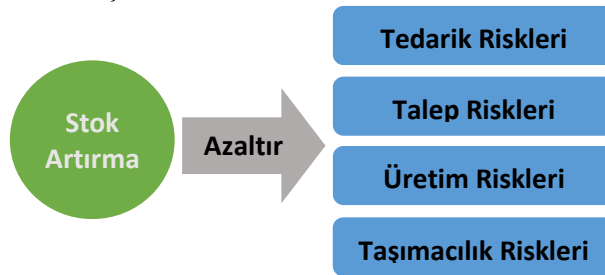 Stok
Artırma
Azaltır
Tedarik Riskleri
Talep Riskleri
Üretim Riskleri
Taşımacılık Riskleri